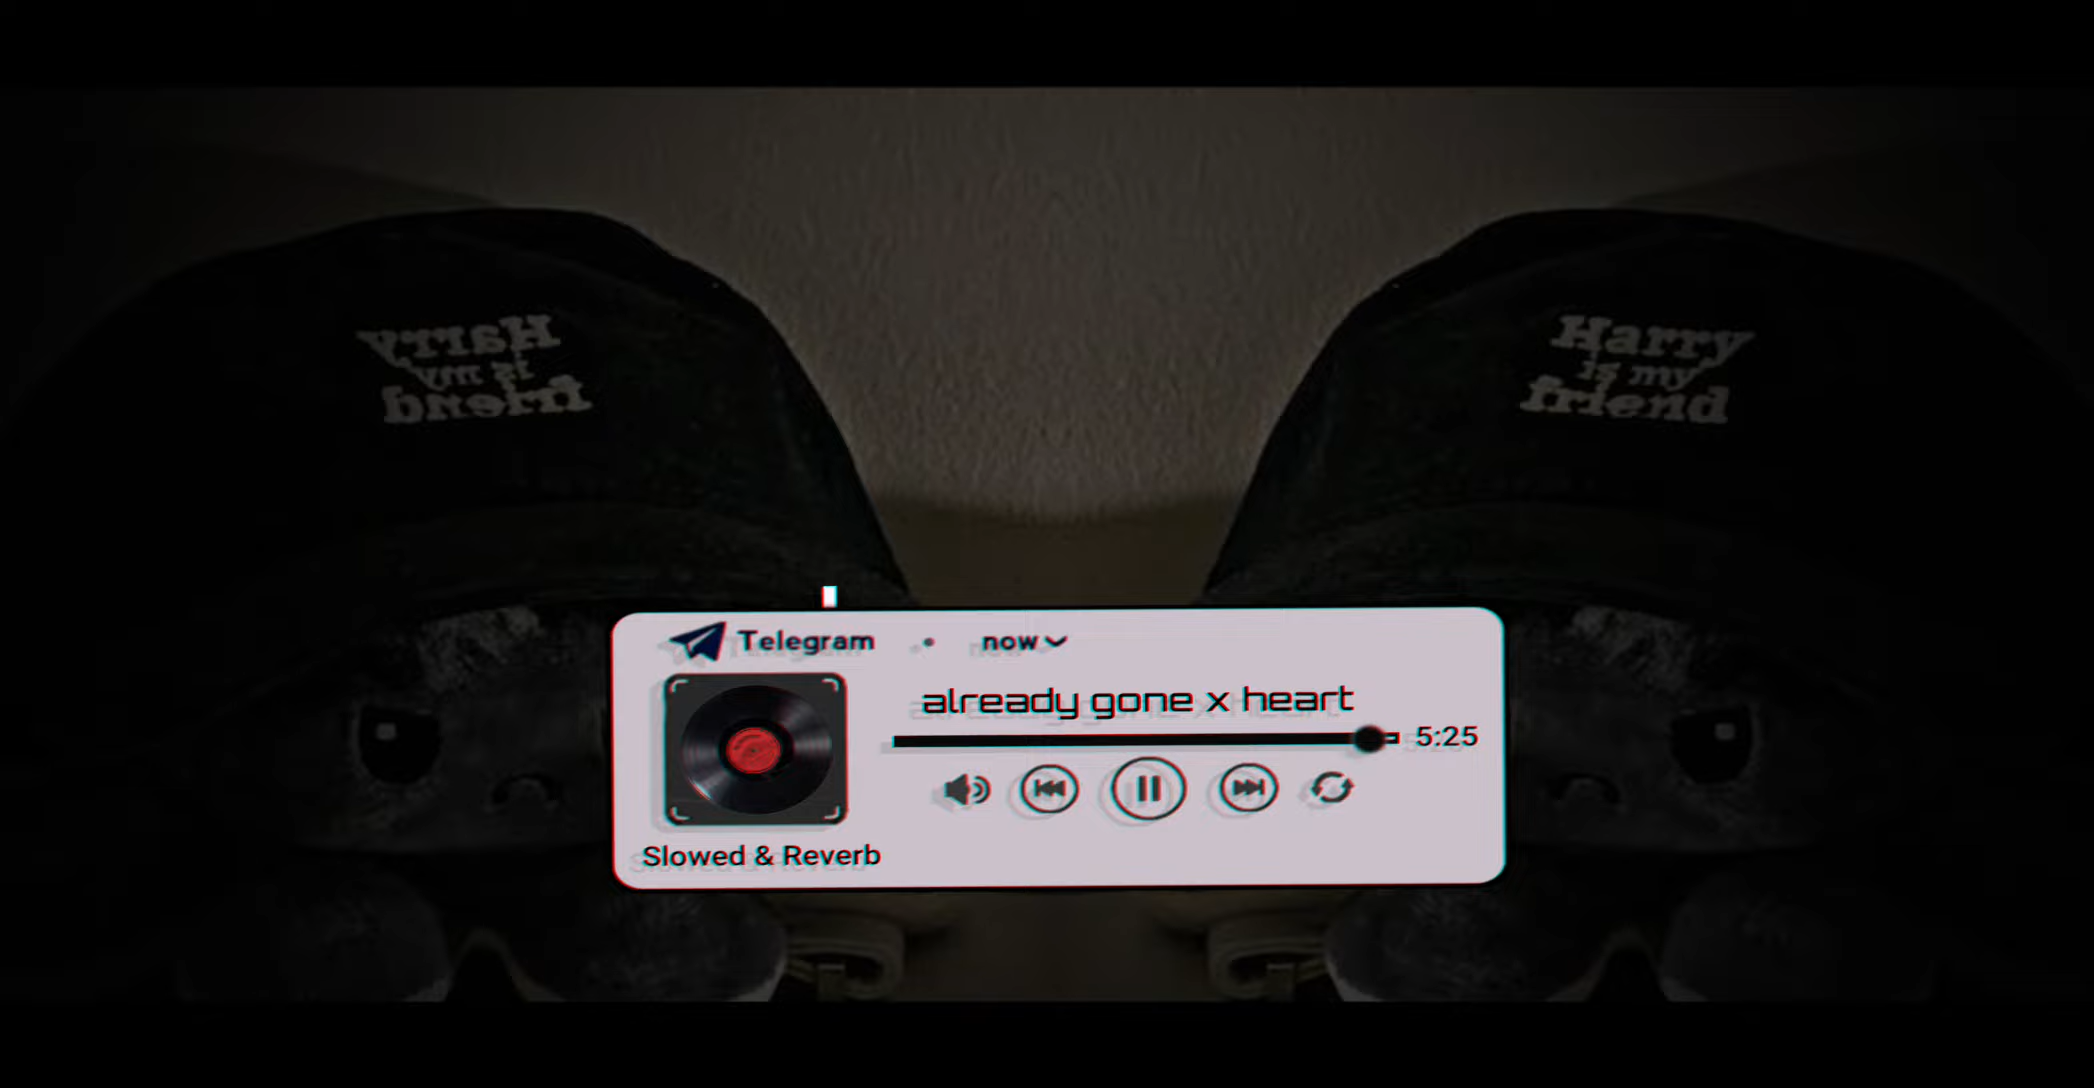 Harry
is my
friend
Harry
is my
friend
Telegram • now
already gone x heart
5:25
Slowed & Reverb